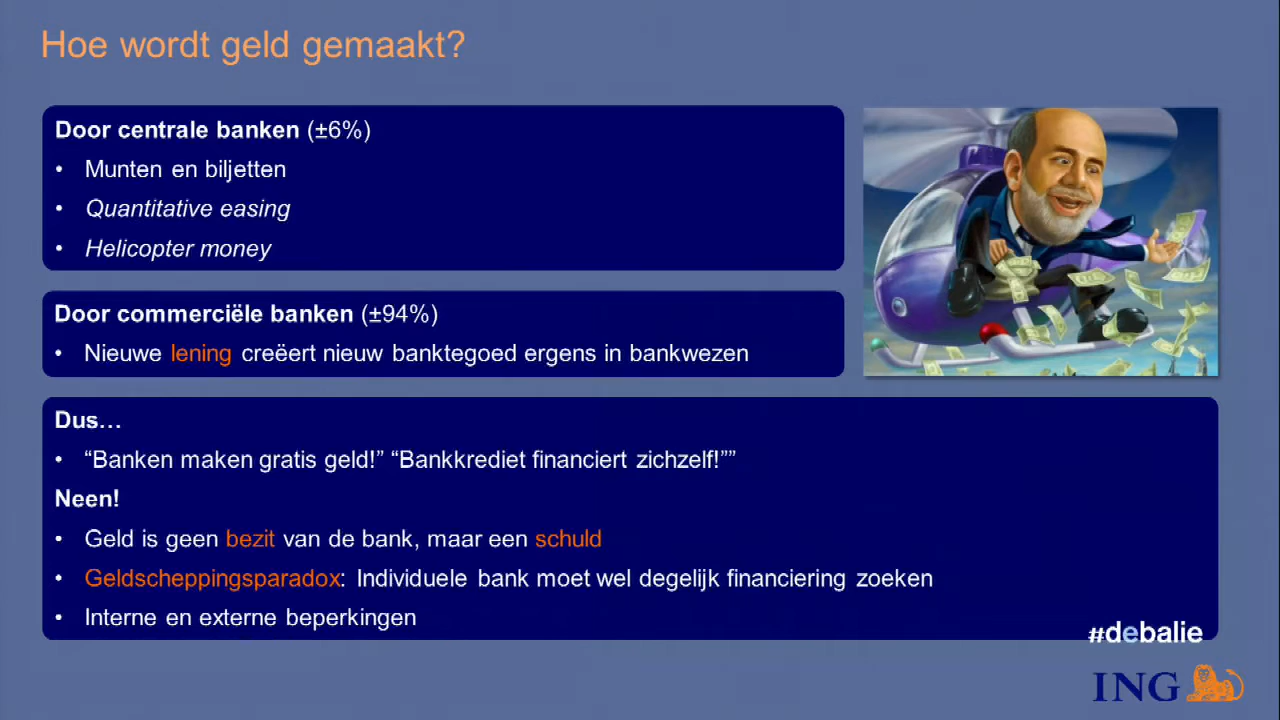 Hoe wordt geld gemaakt?
Door centrale banken (±6%)
• Munten en biljetten
• Quantitative easing
• Helicopter money
Door commerciële banken (±94%)
• Nieuwe lening creëert nieuw banktegoed ergens in bankwezen
Dus…
• “Banken maken gratis geld!” “Bankkrediet financiert zichzelf!””
Neen!
• Geld is geen bezit van de bank, maar een schuld
• Geldscheppingsparadox: Individuele bank moet wel degelijk financiering zoeken
• Interne en externe beperkingen
#debalie
ING